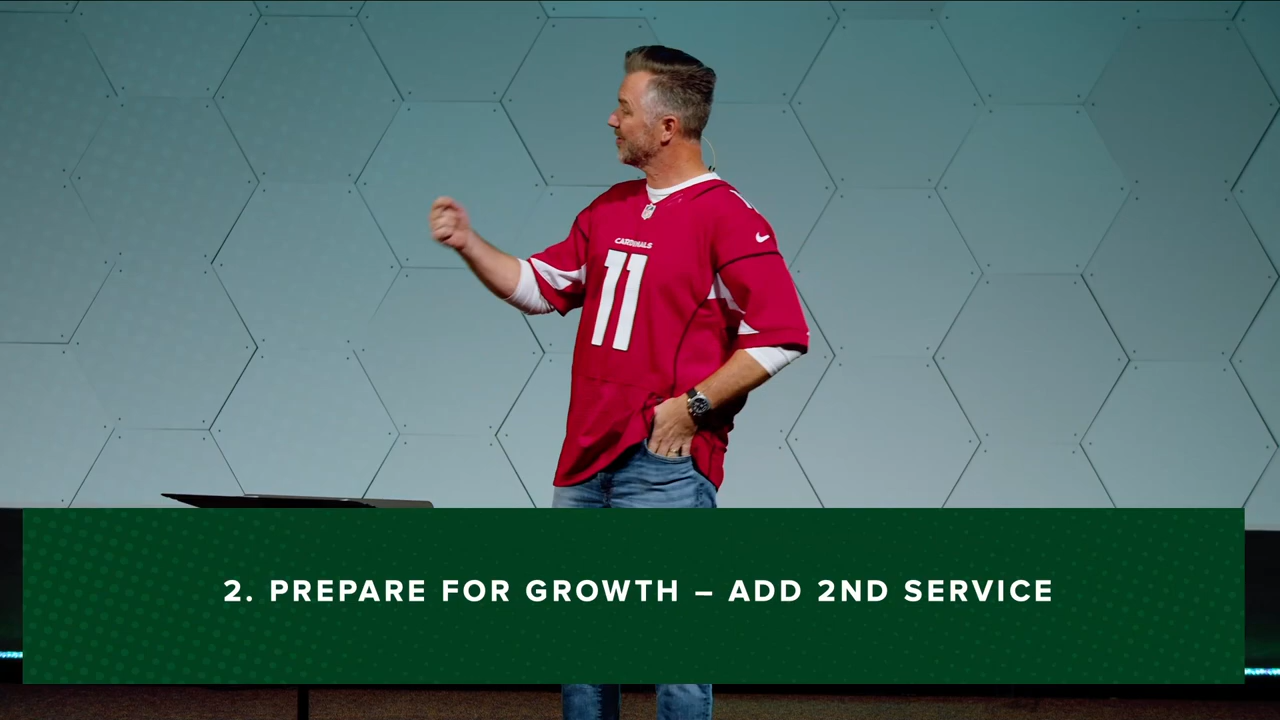 CARDINALS
11
2. PREPARE FOR GROWTH – ADD 2ND SERVICE